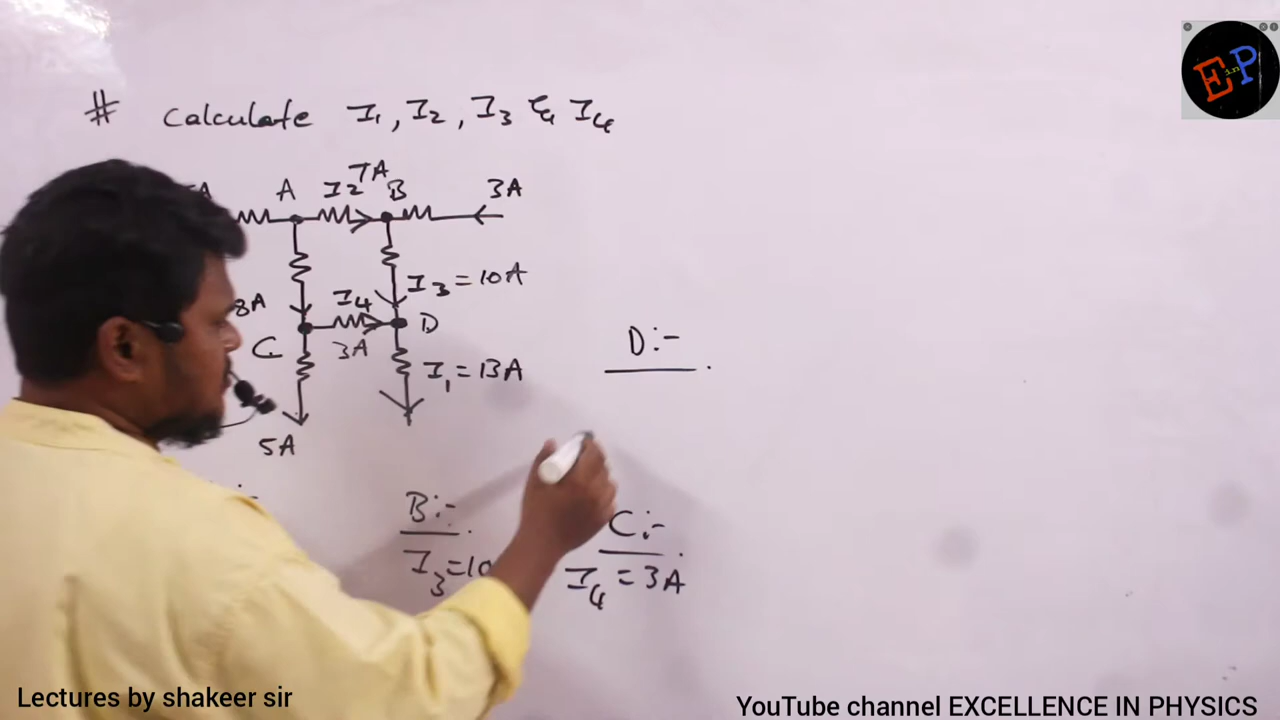 # Calculate I1, I2, I3 & I4
A I2 7A B 3A
8A I4 I3 = 10A
C 3A D
I1 = 13A
5A
D:-
B:- C:-
I3 = 10 I4 = 3A
E in P
Lectures by shakeer sir
YouTube channel EXCELLENCE IN PHYSICS